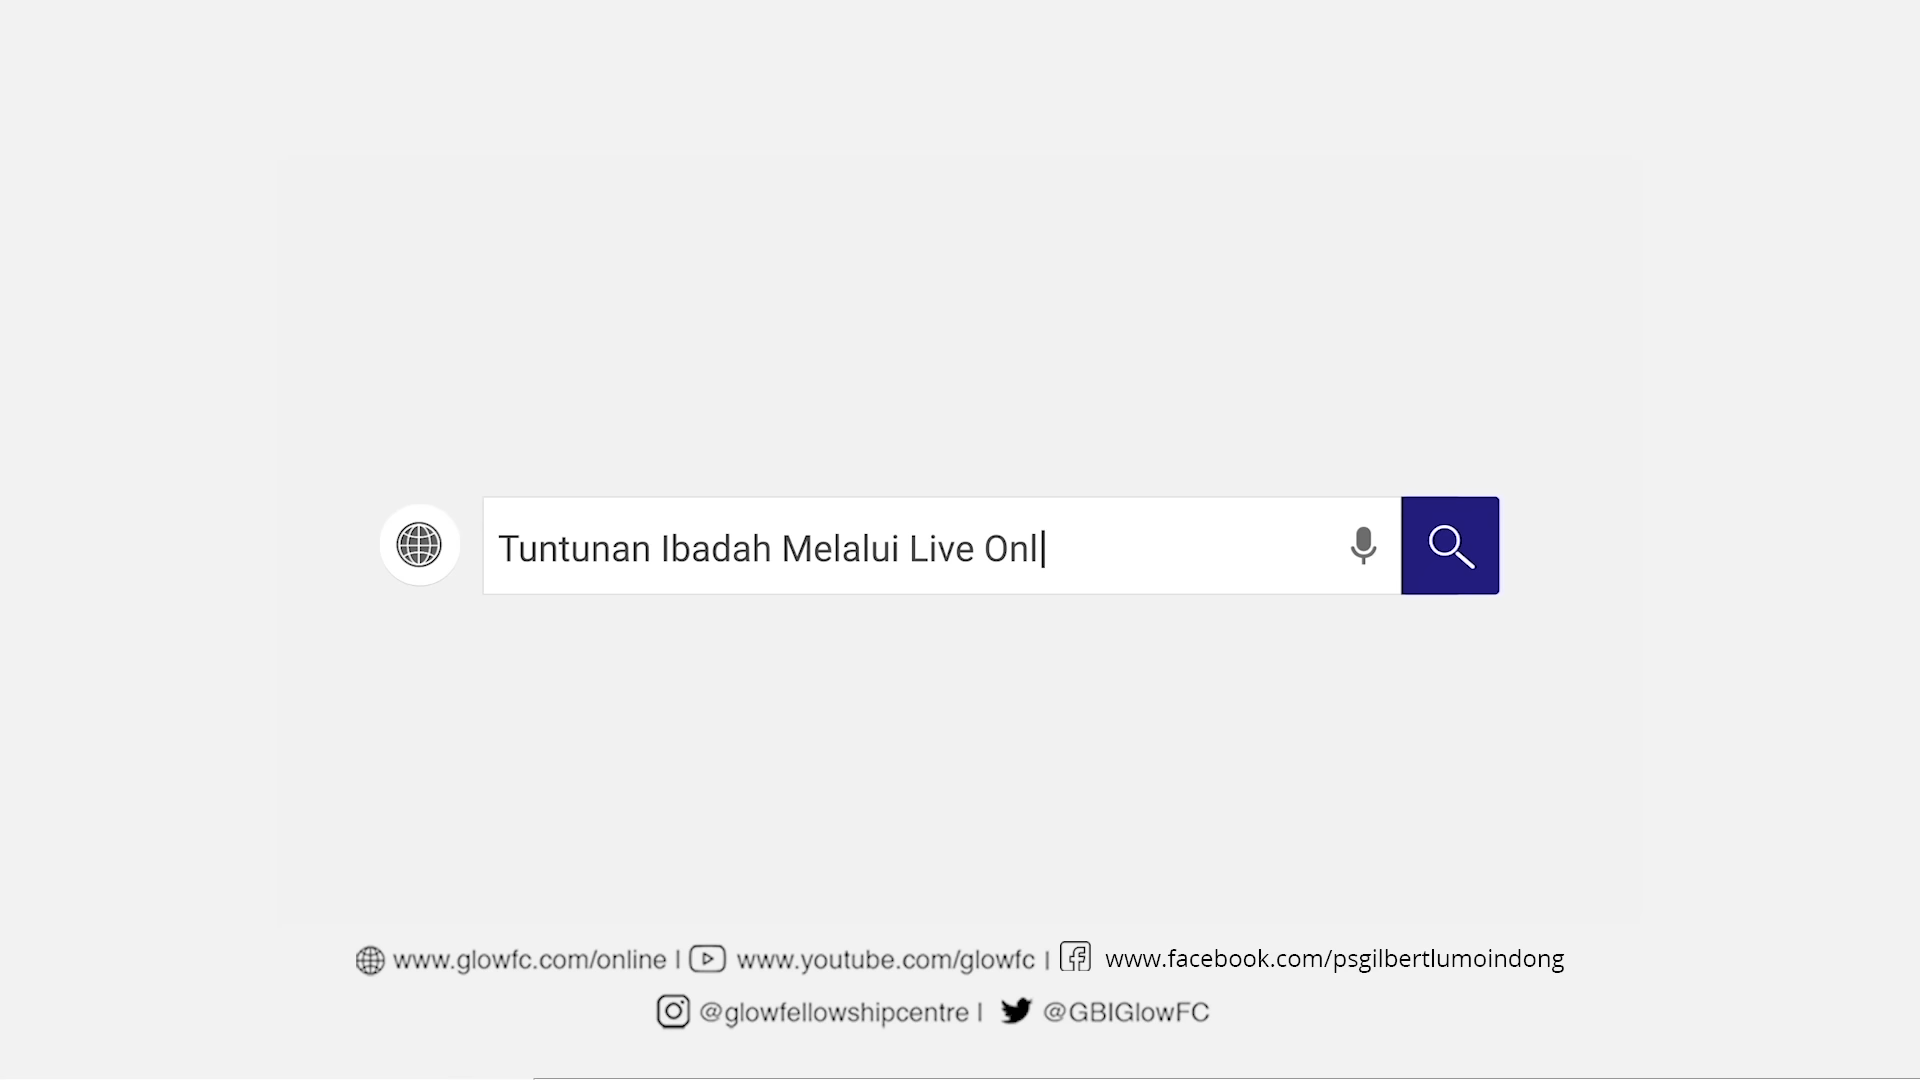 Tuntunan Ibadah Melalui Live Onl
www.glowfc.com/online | www.youtube.com/glowfc | www.facebook.com/psgilbertlumoindong
@glowfellowshipcentre | @GBIGlowFC